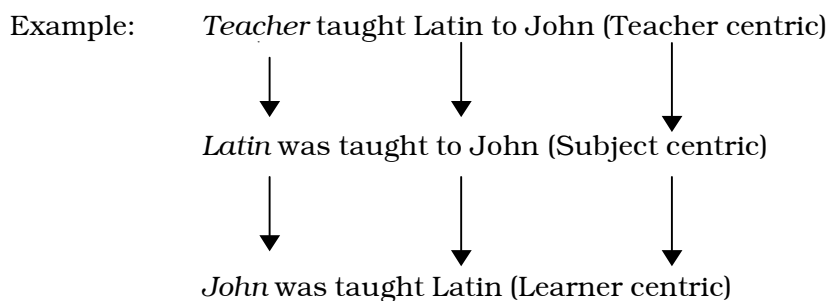 Example: Teacher taught Latin to John (Teacher centric)
Latin was taught to John (Subject centric)
John was taught Latin (Learner centric)